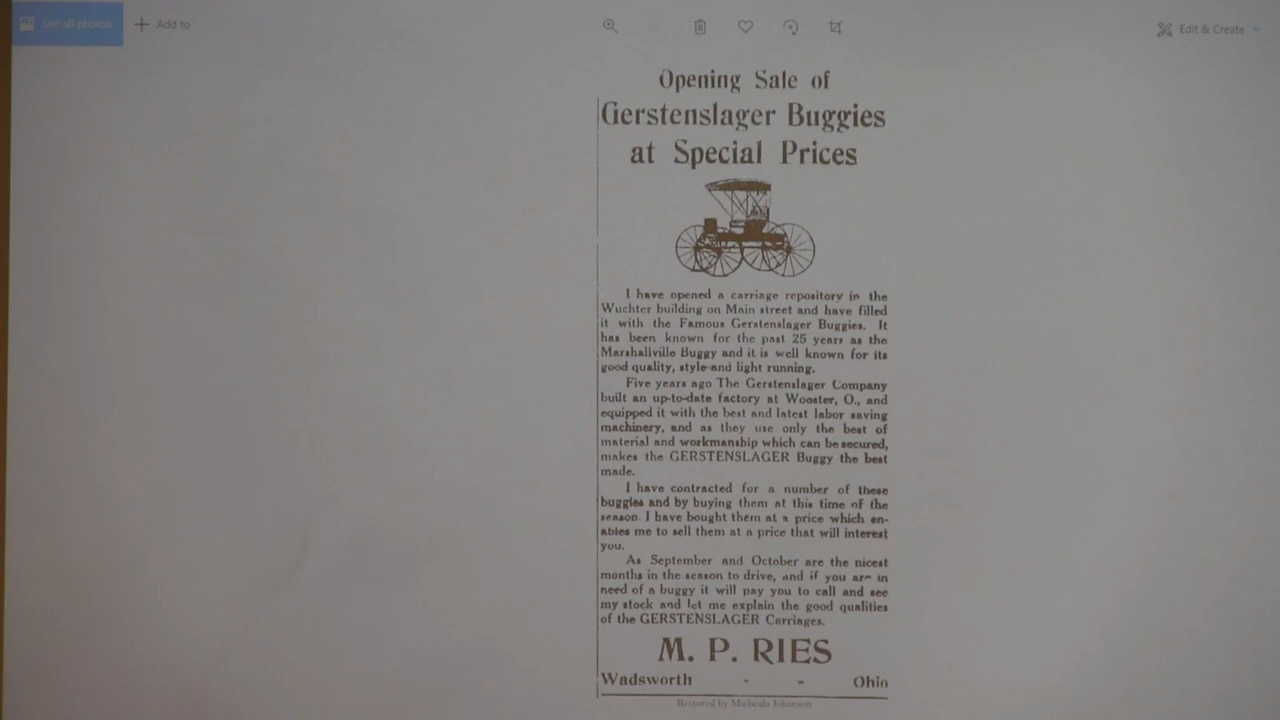 See all photos
Add to
Edit & Create
Opening Sale of
Gerstenslager Buggies
at Special Prices
I have opened a carriage repository in the
Wuchter building on Main street and have filled
it with the Famous Gerstenslager Buggies. It
has been known for the past 25 years as the
Marshallville Buggy and it is well known for its
good quality, style and light running.
Five years ago The Gerstenslager Company
built an up-to-date factory at Wooster, O., and
equipped it with the best and latest labor saving
machinery, and as they use only the best of
material and workmanship which can be secured,
makes the GERSTENSLAGER Buggy the best
made.
I have contracted for a number of these
buggies and by buying them at this time of the
season. I have bought them at a price which en-
ables me to sell them at a price that will interest
you.
As September and October are the nicest
months in the season to drive, and if you are in
need of a buggy it will pay you to call and see
my stock and let me explain the good qualities
of the GERSTENSLAGER Carriages.
M. P. RIES
Wadsworth - - Ohio
Restored by Micheala Johanson